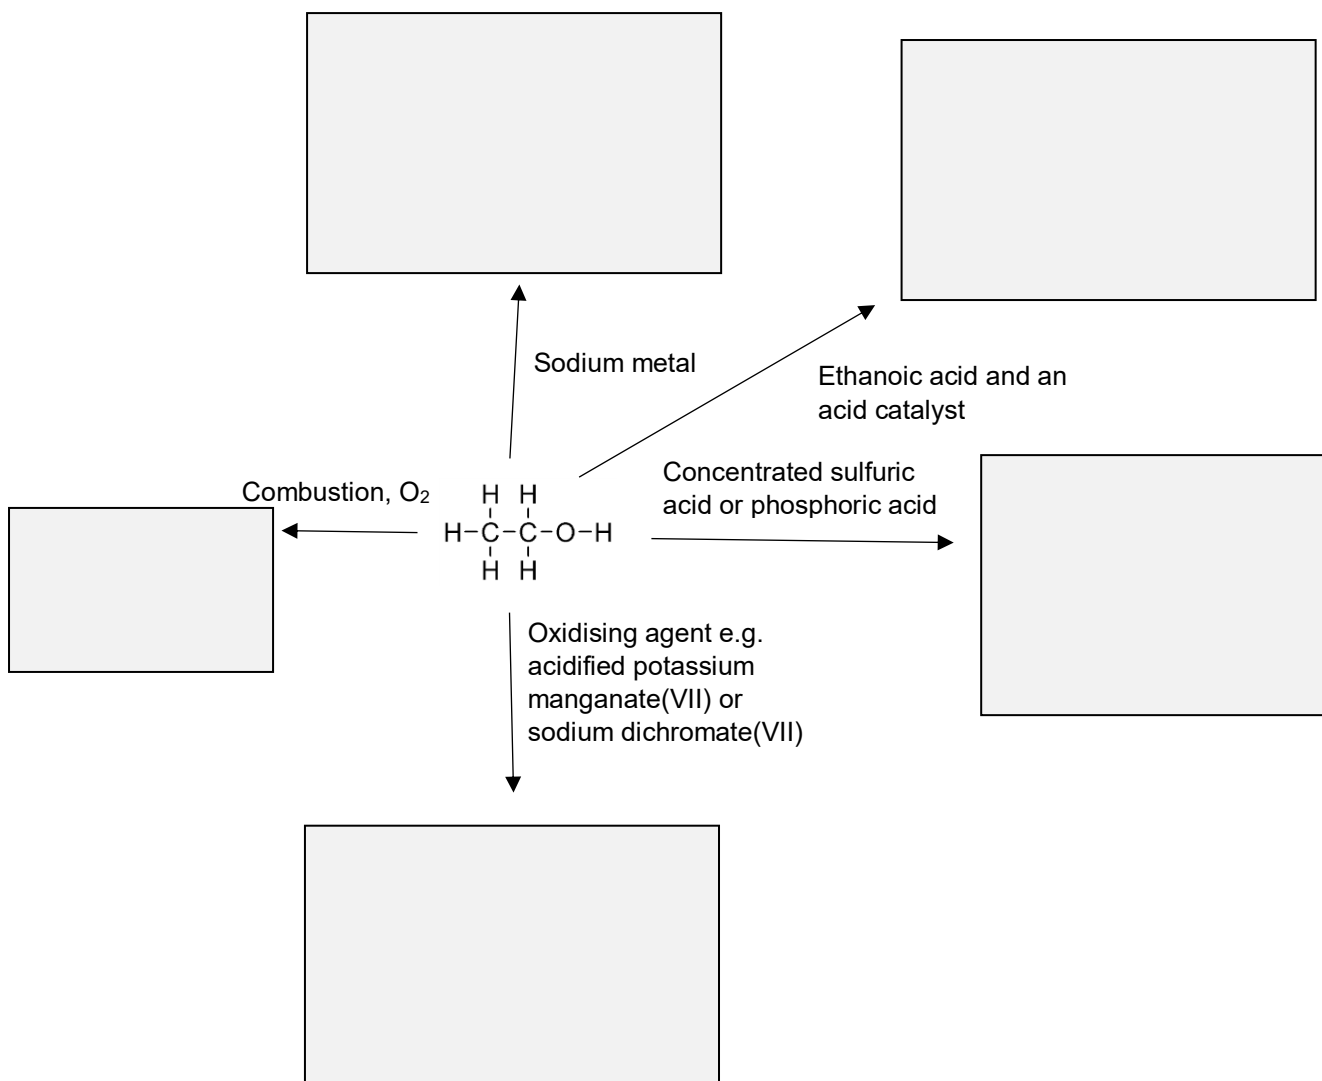 Sodium metal
Ethanoic acid and an
acid catalyst
Concentrated sulfuric
acid or phosphoric acid
Combustion, O₂
H H
H-C-C-O-H
H H
Oxidising agent e.g.
acidified potassium
manganate(VII) or
sodium dichromate(VII)